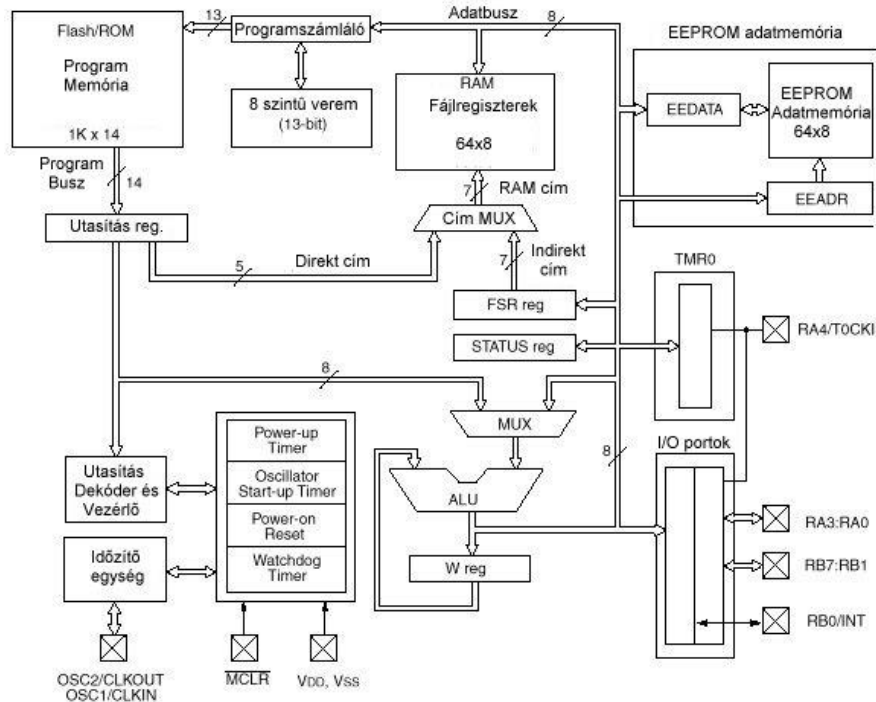 Flash/ROM
Program
Memória
1K x 14
13
Programszámláló
8 szintű verem
(13-bit)
Adatbusz
8
RAM
Fájlregiszterek
64x8
EEPROM adatmemória
EEDATA
EEPROM
Adatmemória
64x8
EEADR
Program
Busz
14
Utasítás reg.
7
RAM cím
Cím MUX
5
Direkt cím
7
Indirekt
cím
FSR reg
STATUS reg
TMR0
RA4/T0CKI
8
MUX
8
I/O portok
Utasítás
Dekóder és
Vezérlő
Power-up
Timer
Oscillator
Start-up Timer
Power-on
Reset
Watchdog
Timer
ALU
W reg
Időzítő
egység
RA3:RA0
RB7:RB1
RB0/INT
OSC2/CLKOUT
OSC1/CLKIN
MCLR
VDD, VSS